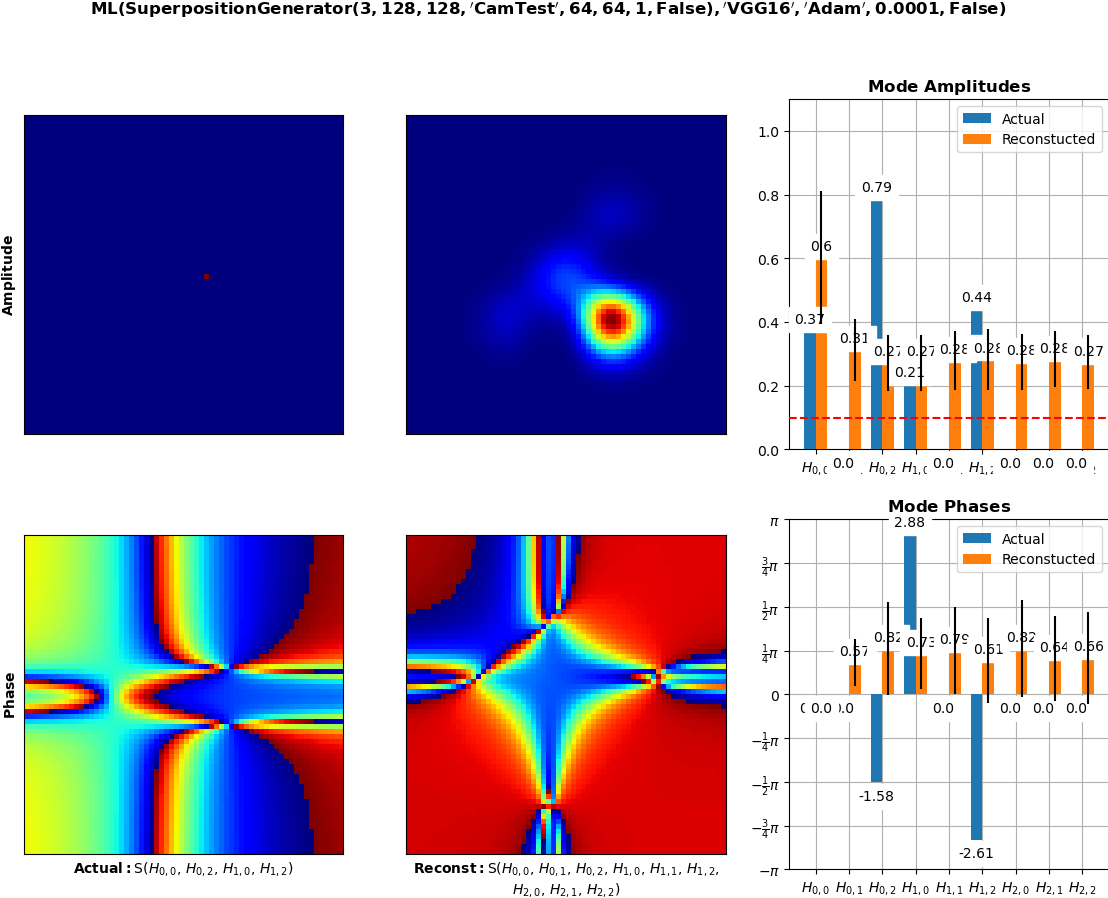 ML(SuperpositionGenerator(3, 128, 128, 'CamTest', 64, 64, 1, False), 'VGG16', 'Adam', 0.0001, False)
Mode Amplitudes
Amplitude
Actual
Reconstucted
1.0
0.8
0.6
0.4
0.2
0.0
0.37
0.6
0.31
0.79
0.27
0.21
0.27
0.28
0.44
0.28
0.28
0.28
0.27
0.0
0.0
0.0
0.0
0.0
H0,2
Mode Phases
Phase
Actual
Reconstucted
π
3/4π
1/2π
1/4π
0
−1/4π
−1/2π
−3/4π
−π
0.0
0.57
0.82
-1.58
2.88
0.73
0.79
0.0
0.61
-2.61
0.82
0.0
0.64
0.0
0.66
0.0
H0,0 H0,1 H0,2 H1,0 H1,1 H1,2 H2,0 H2,1 H2,2
Actual: S(H0,0, H0,2, H1,0, H1,2)
Reconst: S(H0,0, H0,1, H0,2, H1,0, H1,1, H1,2,
H2,0, H2,1, H2,2)